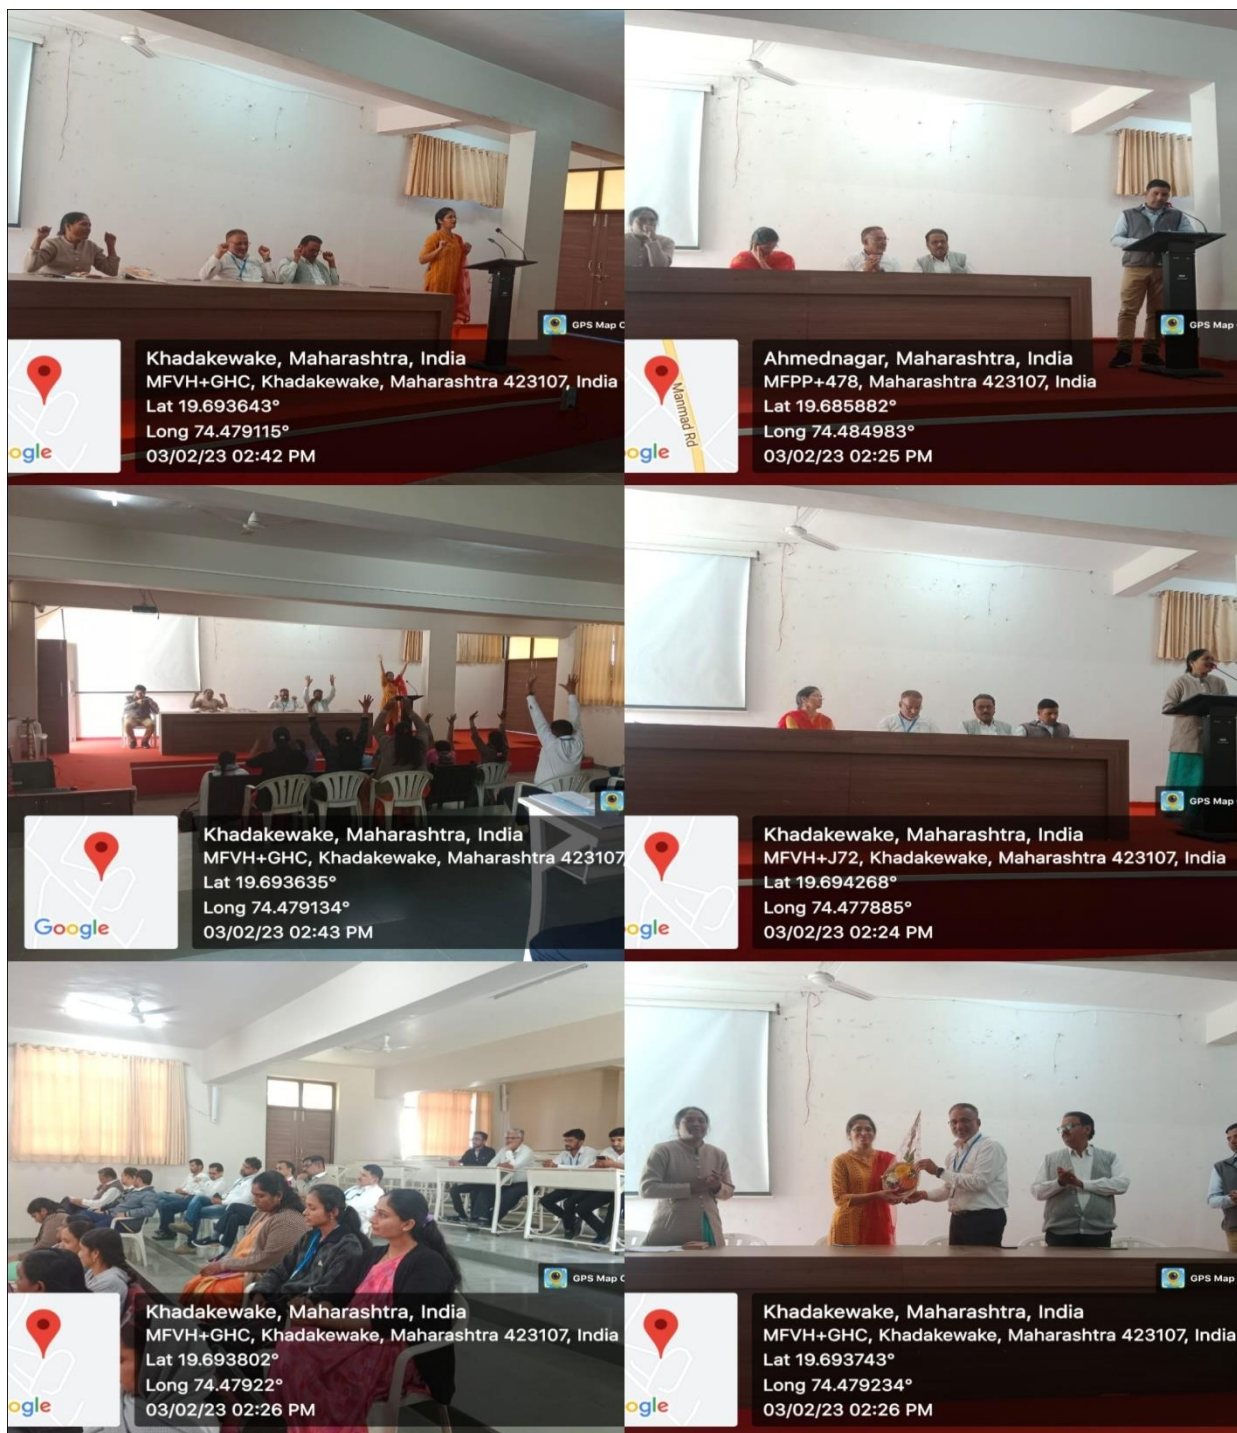 GPS Map C
Khadakewake, Maharashtra, India
MFVH+GHC, Khadakewake, Maharashtra 423107, India
Lat 19.693643°
Long 74.479115°
03/02/23 02:42 PM
ogle
GPS Map
Manmad Rd
Ahmednagar, Maharashtra, India
MFPP+478, Maharashtra 423107, India
Lat 19.685882°
Long 74.484983°
03/02/23 02:25 PM
ogle
Khadakewake, Maharashtra, India
MFVH+GHC, Khadakewake, Maharashtra 423107
Lat 19.693635°
Long 74.479134°
03/02/23 02:43 PM
Google
GPS Map
Khadakewake, Maharashtra, India
MFVH+J72, Khadakewake, Maharashtra 423107, India
Lat 19.694268°
Long 74.477885°
03/02/23 02:24 PM
ogle
GPS Map C
Khadakewake, Maharashtra, India
MFVH+GHC, Khadakewake, Maharashtra 423107, India
Lat 19.693802°
Long 74.47922°
03/02/23 02:26 PM
ogle
GPS Map
Khadakewake, Maharashtra, India
MFVH+GHC, Khadakewake, Maharashtra 423107, India
Lat 19.693743°
Long 74.479234°
03/02/23 02:26 PM
ogle